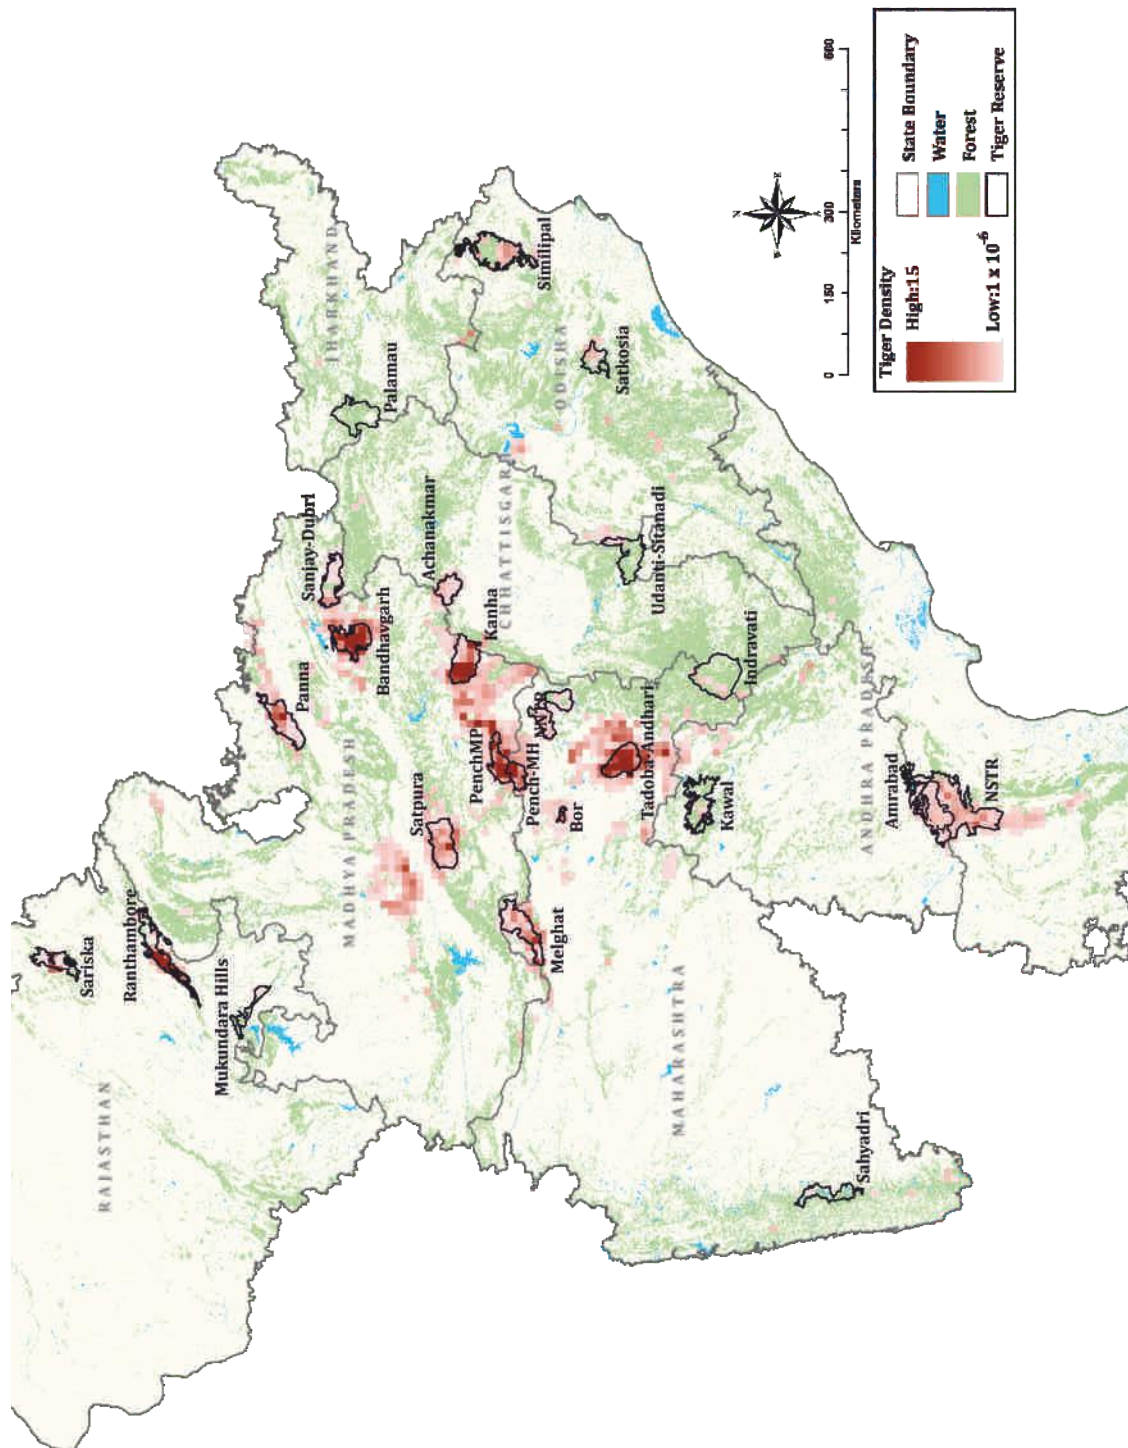 RAJASTHAN
Sariska
Ranthambore
Mukundara Hills
MADHYA PRADESH
Panna
Sanjay-Dubri
Bandhavgarh
Satpura
Achanakmar
Kanha
PenchMP
Pench-MH
NNTR
Bor
Melghat
JHARKHAND
Palamau
CHHATTISGARH
ODISHA
Similipal
Satkosia
Udanti-Sitanadi
Indravati
Tadoba-Andhari
Kawal
MAHARASHTRA
Sahyadri
ANDHRA PRADESH
Amrabad
NSTR
N
E
S
W
0 150 300 600
Kilometers
Tiger Density
High:15
Low:1 x 10⁻⁶
State Boundary
Water
Forest
Tiger Reserve